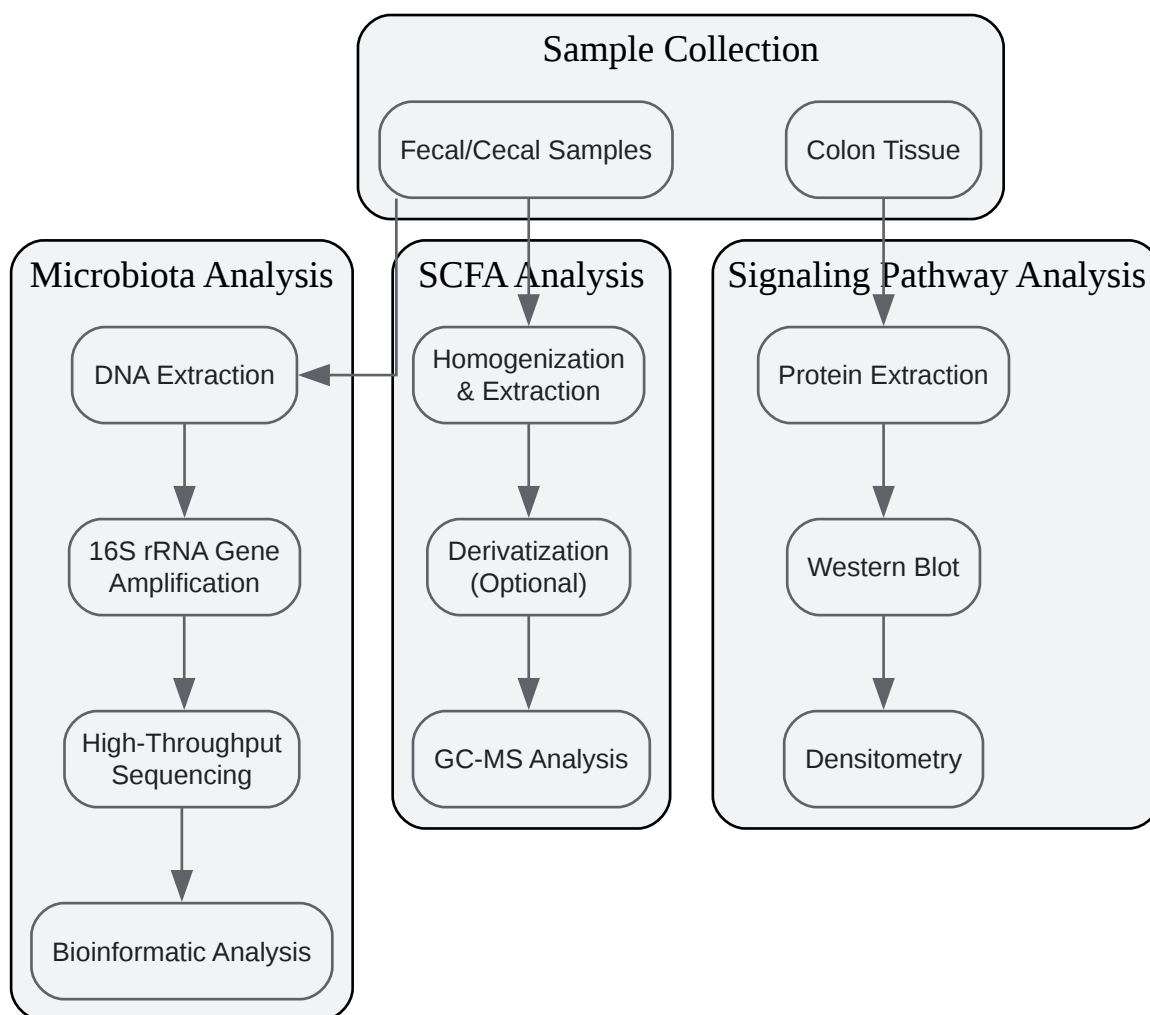 Sample Collection
Fecal/Cecal Samples
Colon Tissue
Microbiota Analysis
DNA Extraction
16S rRNA Gene
Amplification
High-Throughput
Sequencing
Bioinformatic Analysis
SCFA Analysis
Homogenization
& Extraction
Derivatization
(Optional)
GC-MS Analysis
Signaling Pathway Analysis
Protein Extraction
Western Blot
Densitometry